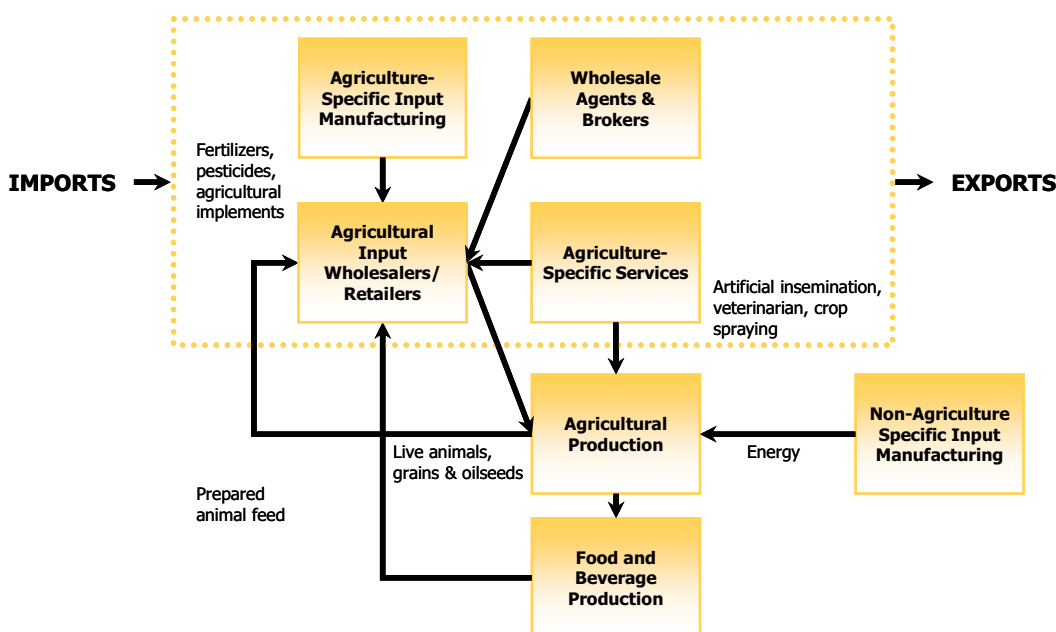 Agriculture-
Specific Input
Manufacturing
Wholesale
Agents &
Brokers
IMPORTS
Fertilizers,
pesticides,
agricultural
implements
EXPORTS
Agricultural
Input
Wholesalers/
Retailers
Agriculture-
Specific Services
Artificial insemination,
veterinarian, crop
spraying
Agricultural
Production
Non-Agriculture
Specific Input
Manufacturing
Live animals,
grains & oilseeds
Energy
Prepared
animal feed
Food and
Beverage
Production